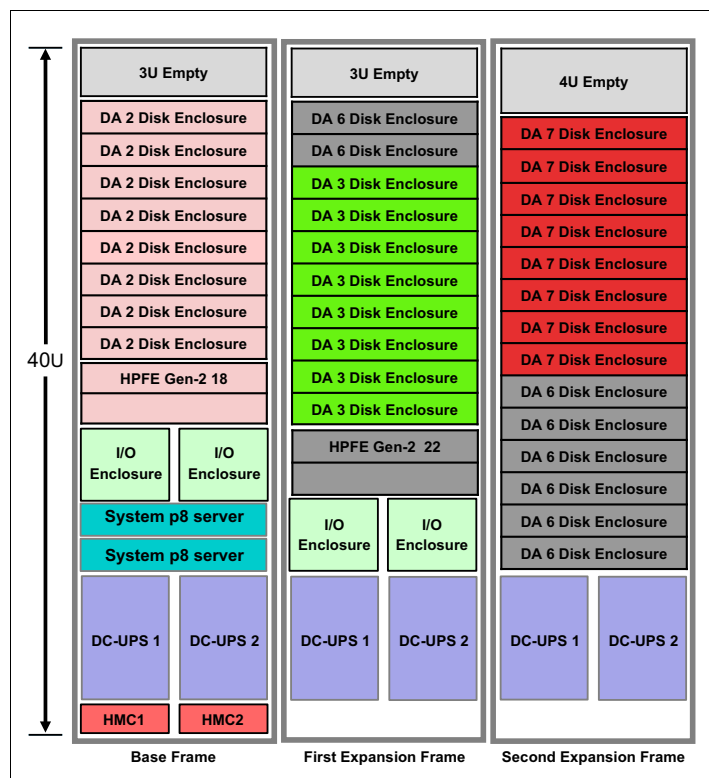 40U
3U Empty
DA 2 Disk Enclosure
DA 2 Disk Enclosure
DA 2 Disk Enclosure
DA 2 Disk Enclosure
DA 2 Disk Enclosure
DA 2 Disk Enclosure
DA 2 Disk Enclosure
DA 2 Disk Enclosure
HPFE Gen-2 18
I/O
Enclosure
I/O
Enclosure
System p8 server
System p8 server
DC-UPS 1
DC-UPS 2
HMC1
HMC2
Base Frame
3U Empty
DA 6 Disk Enclosure
DA 6 Disk Enclosure
DA 3 Disk Enclosure
DA 3 Disk Enclosure
DA 3 Disk Enclosure
DA 3 Disk Enclosure
DA 3 Disk Enclosure
DA 3 Disk Enclosure
DA 3 Disk Enclosure
DA 3 Disk Enclosure
HPFE Gen-2 22
I/O
Enclosure
I/O
Enclosure
DC-UPS 1
DC-UPS 2
First Expansion Frame
4U Empty
DA 7 Disk Enclosure
DA 7 Disk Enclosure
DA 7 Disk Enclosure
DA 7 Disk Enclosure
DA 7 Disk Enclosure
DA 7 Disk Enclosure
DA 7 Disk Enclosure
DA 7 Disk Enclosure
DA 6 Disk Enclosure
DA 6 Disk Enclosure
DA 6 Disk Enclosure
DA 6 Disk Enclosure
DA 6 Disk Enclosure
DA 6 Disk Enclosure
DC-UPS 1
DC-UPS 2
Second Expansion Frame